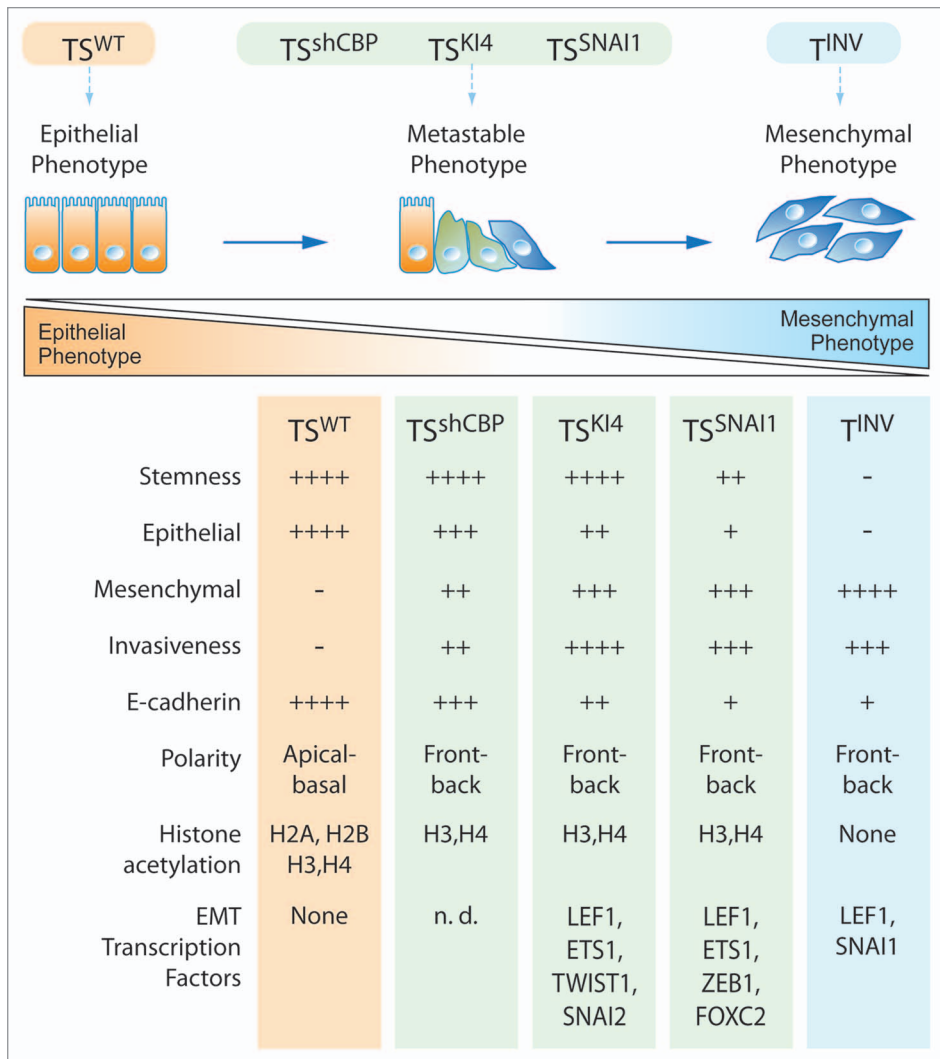 TSWT TSshCBP TSKI4 TSSNAI1 TINV
Epithelial Phenotype
Metastable Phenotype
Mesenchymal Phenotype
Epithelial Phenotype
Mesenchymal Phenotype
TSWT TSshCBP TSKI4 TSSNAI1 TINV
Stemness ++++ ++++ ++++ ++ -
Epithelial ++++ +++ ++ + -
Mesenchymal - ++ +++ +++ ++++
Invasiveness - ++ ++++ +++ +++
E-cadherin ++++ +++ ++ + +
Polarity Apical- Front- Front- Front- Front-
basal back back back back
Histone H2A, H2B H3,H4 H3,H4 H3,H4 None
acetylation H3,H4
EMT None n. d. LEF1, LEF1, LEF1,
Transcription ETS1, ETS1, SNAI1
Factors TWIST1, ZEB1,
SNAI2 FOXC2